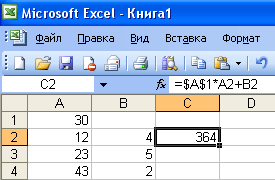 Microsoft Excel - Книга1
Файл Правка Вид Вставка Формат
C2 fx =$A$1*A2+B2
A B C
1 30
2 12 4 364
3 23 5
4 43 2